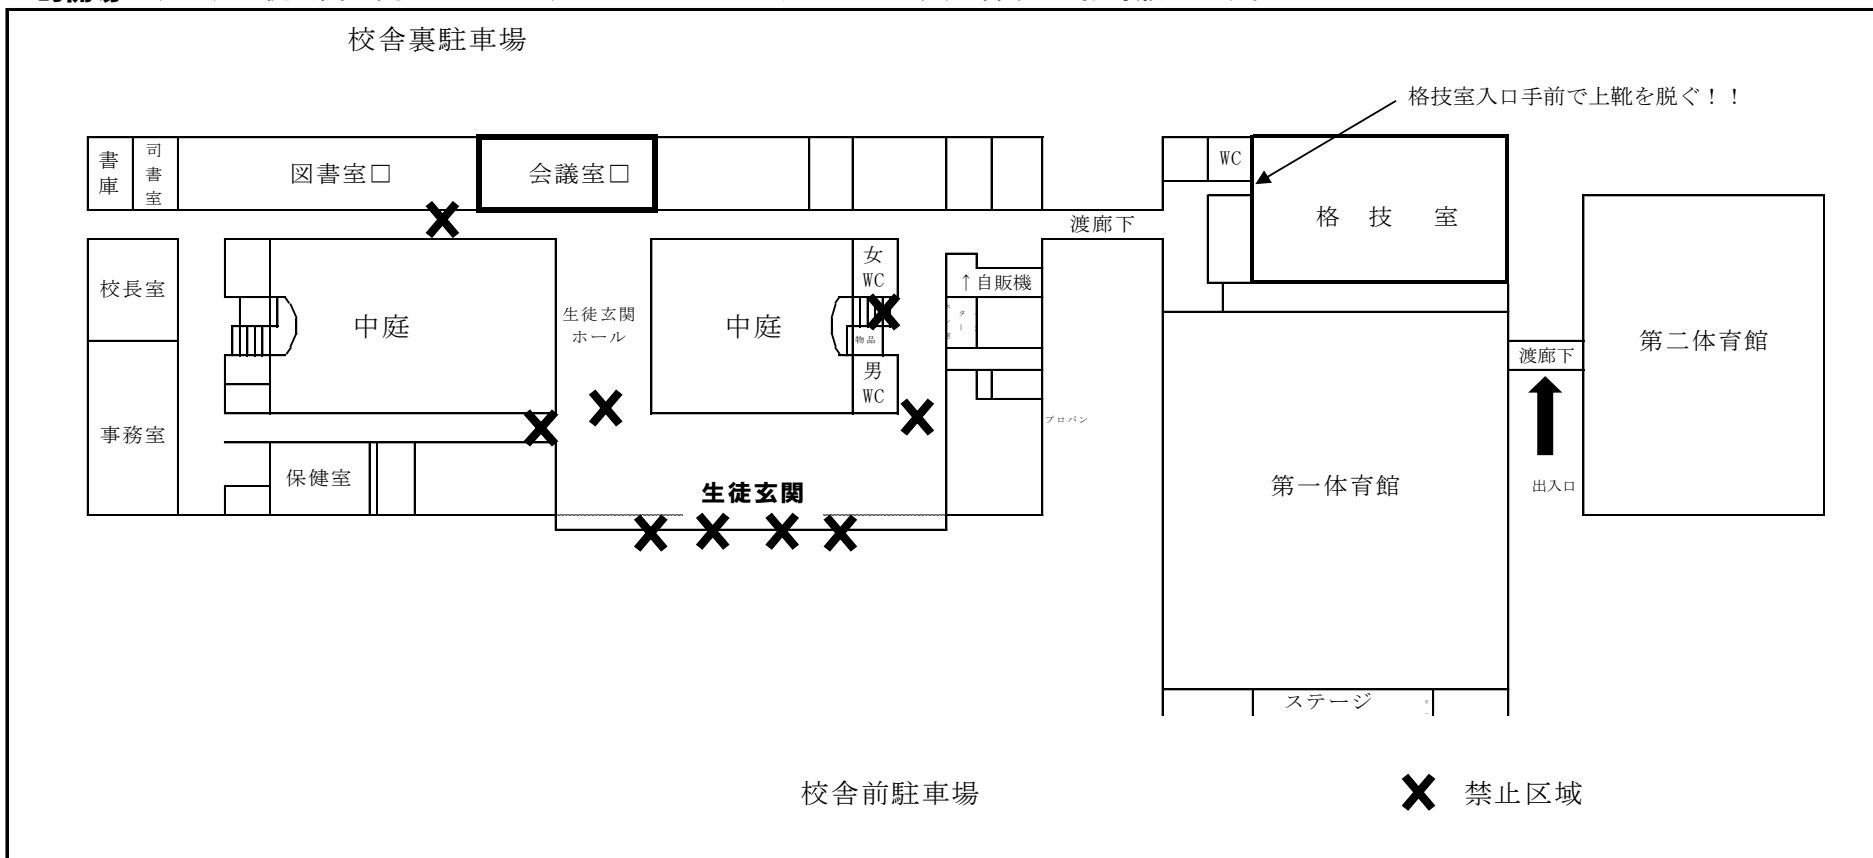 校舎裏駐車場
格技室入口手前で上靴を脱ぐ！！
書庫
司書室
図書室□
会議室□
WC
格 技 室
渡廊下
校長室
中庭
生徒玄関
ホール
中庭
女
WC
↑自販機
物品
男
WC
第二体育館
渡廊下
事務室
プロパン
保健室
生徒玄関
第一体育館
出入口
ステージ
校舎前駐車場
禁止区域